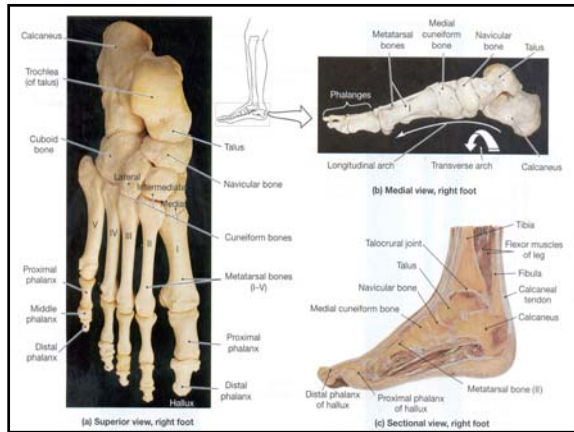 Calcaneus
Trochlea
(of talus)
Cuboid
bone
Lateral
Intermediate
Medial
V
IV
III
II
I
Proximal
phalanx
Middle
phalanx
Distal
phalanx
Talus
Navicular bone
Cuneiform bones
Metatarsal bones
(I–V)
Proximal
phalanx
Distal
phalanx
Hallux
(a) Superior view, right foot
Metatarsal
bones
Medial
cuneiform
bone
Navicular
bone
Talus
Phalanges
Longitudinal arch
Transverse arch
Calcaneus
(b) Medial view, right foot
Tibia
Talocrural joint
Flexor muscles
of leg
Talus
Fibula
Navicular bone
Calcaneal
tendon
Medial cuneiform bone
Calcaneus
Metatarsal bone (II)
Distal phalanx
of hallux
Proximal phalanx
of hallux
(c) Sectional view, right foot